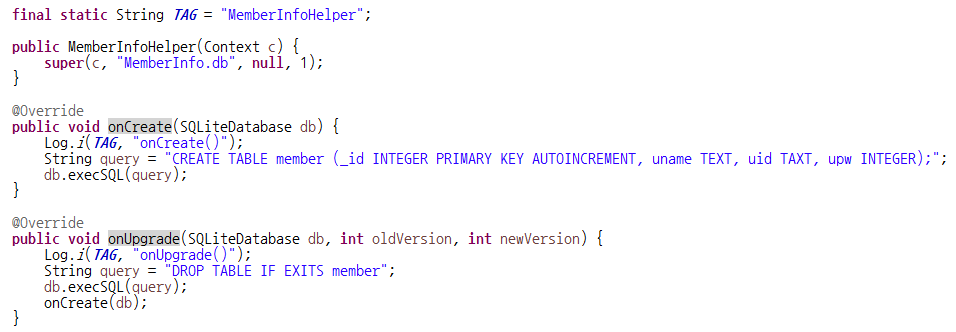 final static String TAG = "MemberInfoHelper";
public MemberInfoHelper(Context c) {
super(c, "MemberInfo.db", null, 1);
}
@Override
public void onCreate(SQLiteDatabase db) {
Log.i(TAG, "onCreate()");
String query = "CREATE TABLE member (_id INTEGER PRIMARY KEY AUTOINCREMENT, uname TEXT, uid TAXT, upw INTEGER);";
db.execSQL(query);
}
@Override
public void onUpgrade(SQLiteDatabase db, int oldVersion, int newVersion) {
Log.i(TAG, "onUpgrade()");
String query = "DROP TABLE IF EXITS member";
db.execSQL(query);
onCreate(db);
}